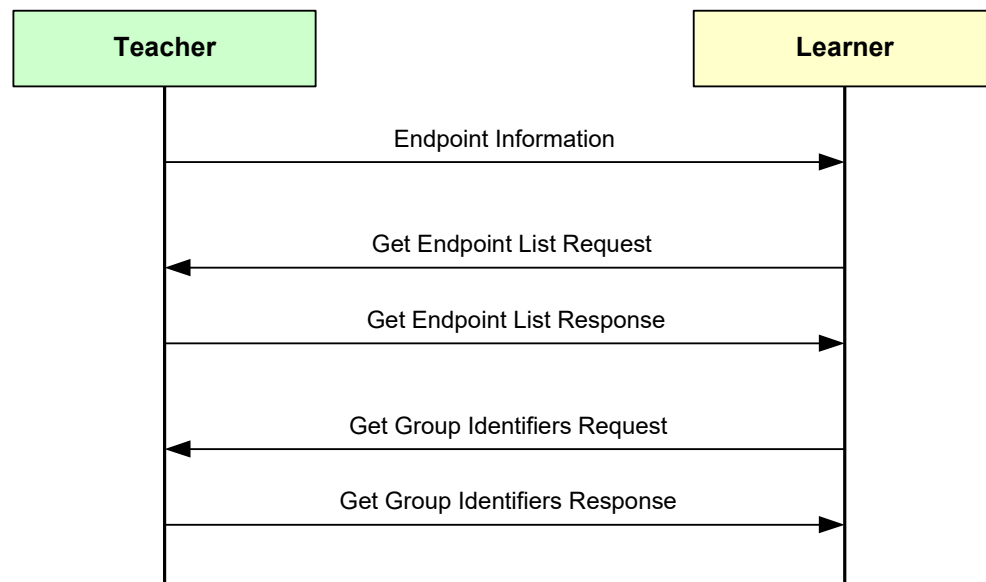 Teacher
Learner
Endpoint Information
Get Endpoint List Request
Get Endpoint List Response
Get Group Identifiers Request
Get Group Identifiers Response